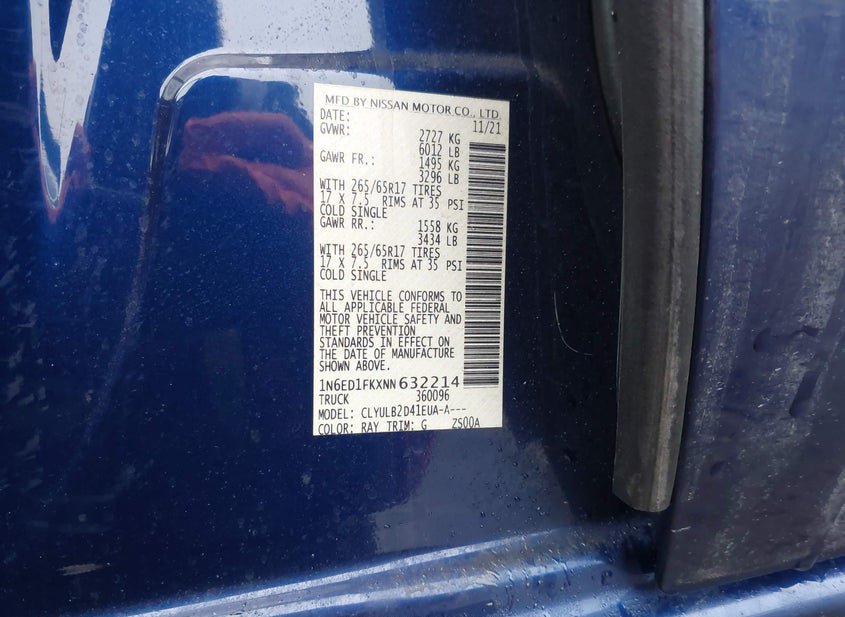 MFD BY NISSAN MOTOR CO., LTD.
DATE: 11/21
GVWR: 2727 KG
6012 LB
GAWR FR.: 1495 KG
3296 LB
WITH 265/65R17 TIRES
17 X 7.5 RIMS AT 35 PSI
COLD SINGLE
GAWR RR.: 1558 KG
3434 LB
WITH 265/65R17 TIRES
17 X 7.5 RIMS AT 35 PSI
COLD SINGLE
THIS VEHICLE CONFORMS TO
ALL APPLICABLE FEDERAL
MOTOR VEHICLE SAFETY AND
THEFT PREVENTION
STANDARDS IN EFFECT ON
THE DATE OF MANUFACTURE
SHOWN ABOVE.
1N6ED1FKXNN632214
TRUCK 360096
MODEL: CLYULB2D41EUA-A---
COLOR: RAY TRIM: G ZS00A